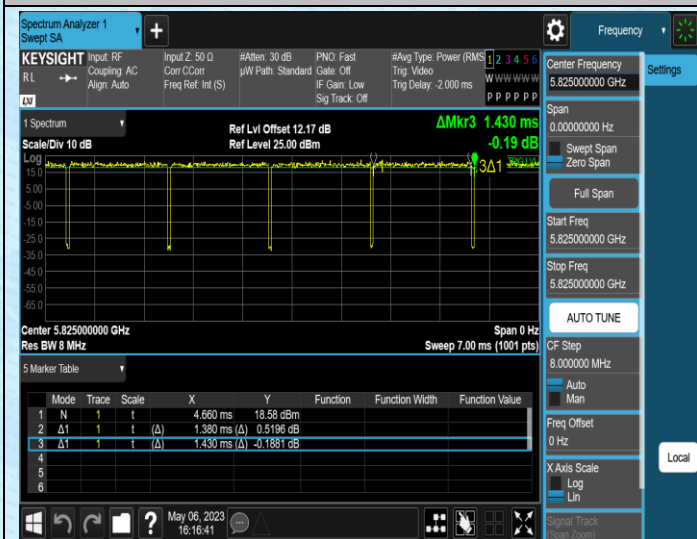 Spectrum Analyzer 1
Swept SA
+
Frequency
KEYSIGHT
RL
LXI
Input: RF
Coupling: AC
Align: Auto
Input Z: 50 Ω
Corr CCorr
Freq Ref: Int (S)
#Atten: 30 dB
µW Path: Standard
PNO: Fast
Gate: Off
IF Gain: Low
Sig Track: Off
#Avg Type: Power (RMS
Trig: Video
Trig Delay: -2.000 ms
1 2 3 4 5 6
W W W W W W
P P P P P P
1 Spectrum
Scale/Div 10 dB
Log
Ref Lvl Offset 12.17 dB
Ref Level 25.00 dBm
ΔMkr3 1.430 ms
-0.19 dB
1
3Δ1
15.0
5.00
-5.00
-15.0
-25.0
-35.0
-45.0
-55.0
-65.0
Center 5.825000000 GHz
Res BW 8 MHz
Span 0 Hz
Sweep 7.00 ms (1001 pts)
5 Marker Table
Mode Trace Scale X Y Function Function Width Function Value
1 N 1 t 4.660 ms 18.58 dBm
2 Δ1 1 t (Δ) 1.380 ms (Δ) 0.5196 dB
3 Δ1 1 t (Δ) 1.430 ms (Δ) -0.1881 dB
4
5
6
?
May 06, 2023
16:16:41
Center Frequency
5.825000000 GHz
Span
0.00000000 Hz
Swept Span
Zero Span
Full Span
Start Freq
5.825000000 GHz
Stop Freq
5.825000000 GHz
AUTO TUNE
CF Step
8.000000 MHz
Auto
Man
Freq Offset
0 Hz
X Axis Scale
Log
Lin
Signal Track
(Span Zoom)
Settings
Local